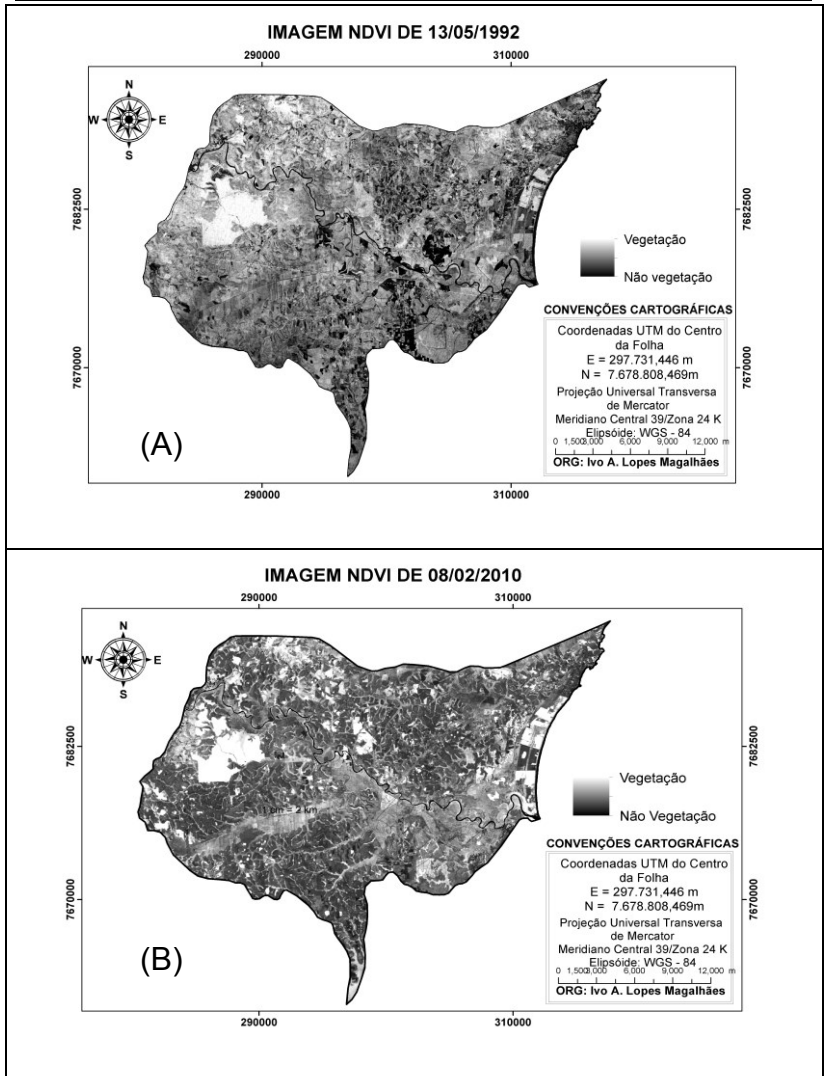 IMAGEM NDVI DE 13/05/1992
290000 310000
N
W E
S
7682500 7682500
Vegetação
Não vegetação
CONVENÇÕES CARTOGRÁFICAS
Coordenadas UTM do Centro
da Folha
E = 297.731,446 m
N = 7.678.808,469m
7670000 7670000
Projeção Universal Transversa
de Mercator
Meridiano Central 39/Zona 24 K
Elipsóide: WGS - 84
0 1,5003,000 6,000 9,000 12,000 m
ORG: Ivo A. Lopes Magalhães
(A)
290000 310000
IMAGEM NDVI DE 08/02/2010
290000 310000
N
W E
S
7682500 7682500
Vegetação
Não Vegetação
1 cm = 2 km
CONVENÇÕES CARTOGRÁFICAS
Coordenadas UTM do Centro
da Folha
E = 297.731,446 m
N = 7.678.808,469m
7670000 7670000
Projeção Universal Transversa
de Mercator
Meridiano Central 39/Zona 24 K
Elipsóide: WGS - 84
0 1,5003,000 6,000 9,000 12,000 m
ORG: Ivo A. Lopes Magalhães
(B)
290000 310000